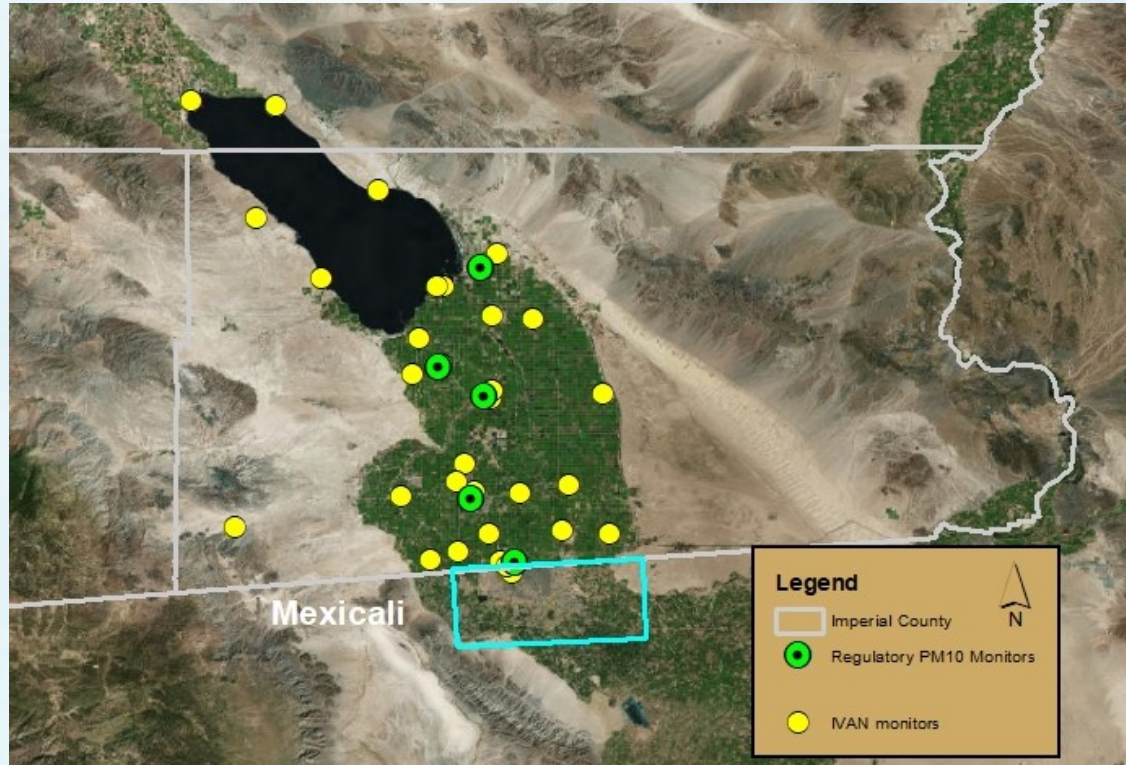 Mexicali
Legend
N
Imperial County
Regulatory PM10 Monitors
IVAN monitors